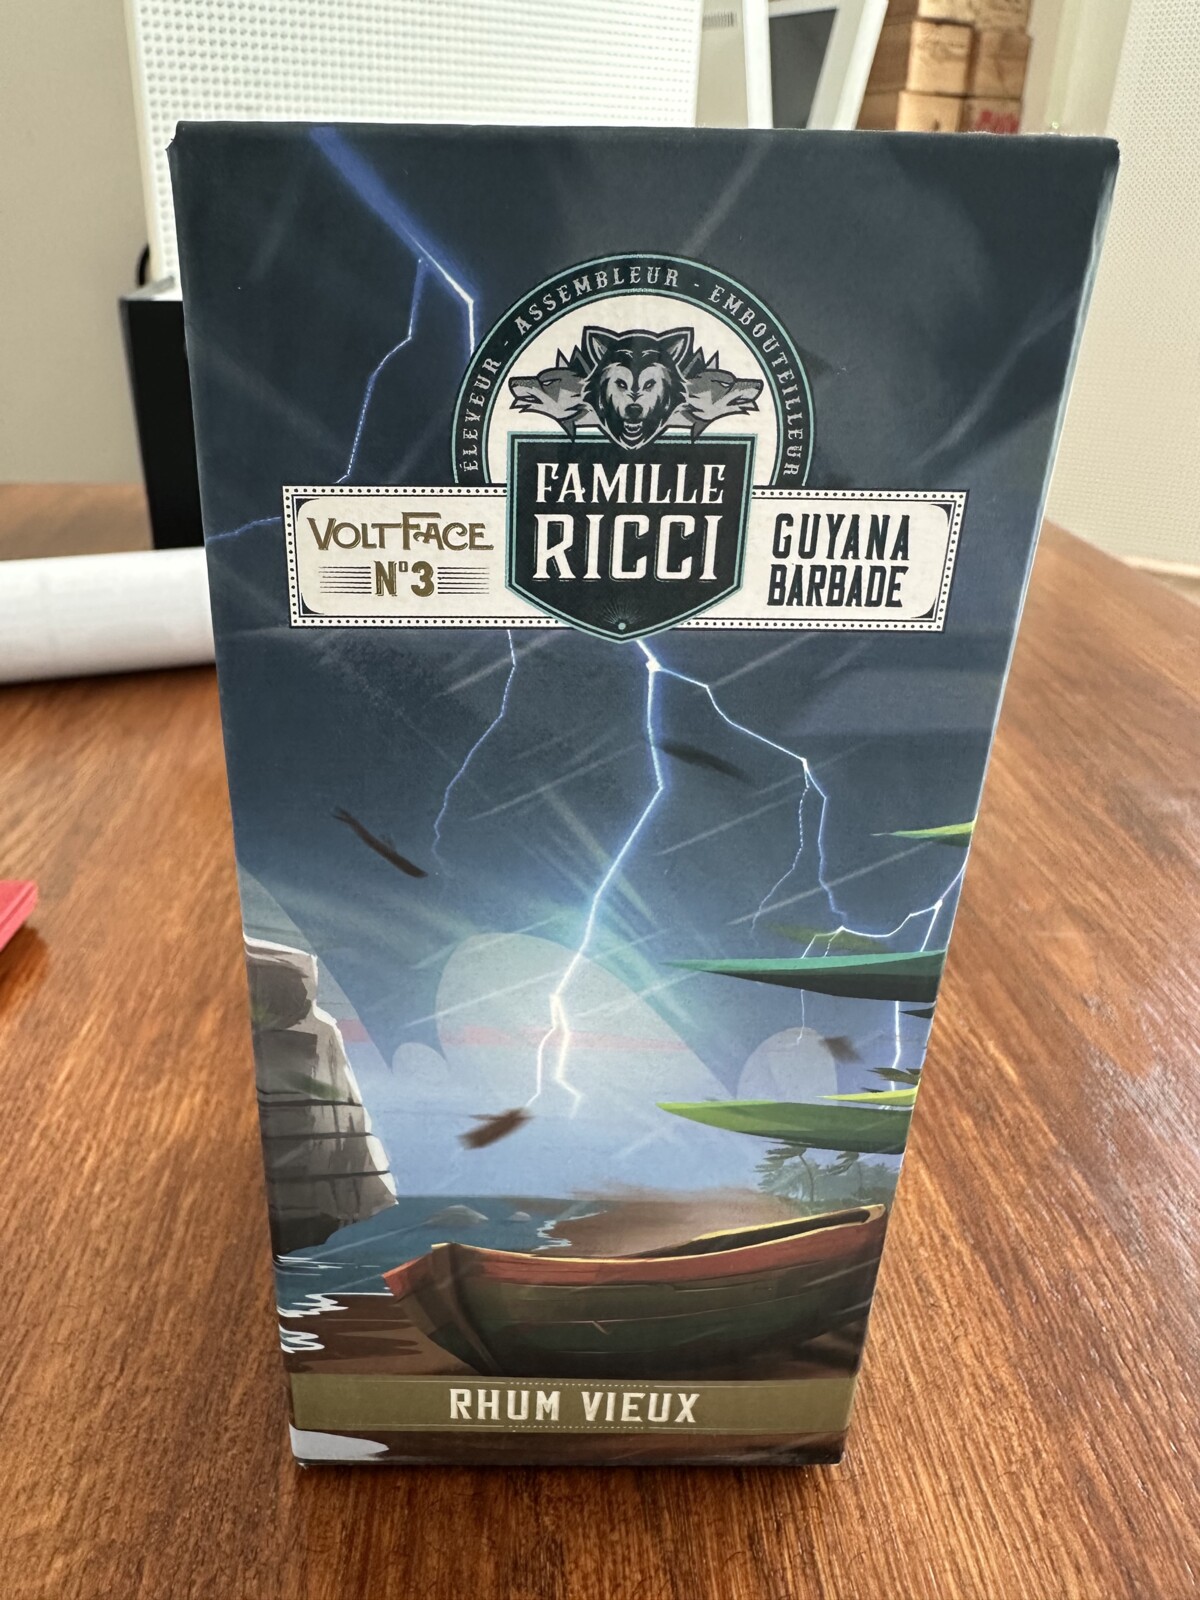 ÉLEVEUR - ASSEMBLEUR - EMBOUTEILLEUR
FAMILLE
RICCI
VOLTFACE
N°3
GUYANA
BARBADE
RHUM VIEUX